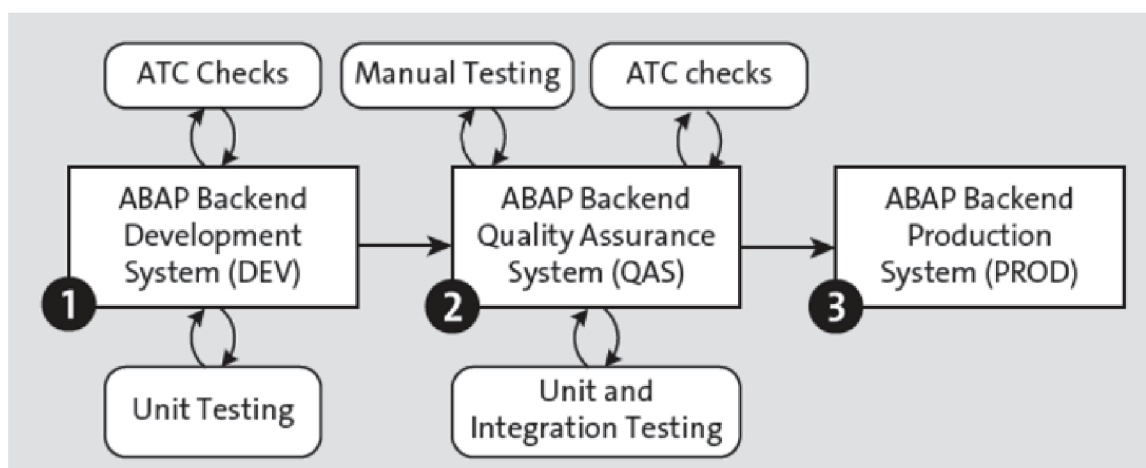 ATC Checks
Manual Testing
ATC checks
ABAP Backend
Development
System (DEV)
1
ABAP Backend
Quality Assurance
System (QAS)
2
ABAP Backend
Production
System (PROD)
3
Unit Testing
Unit and
Integration Testing